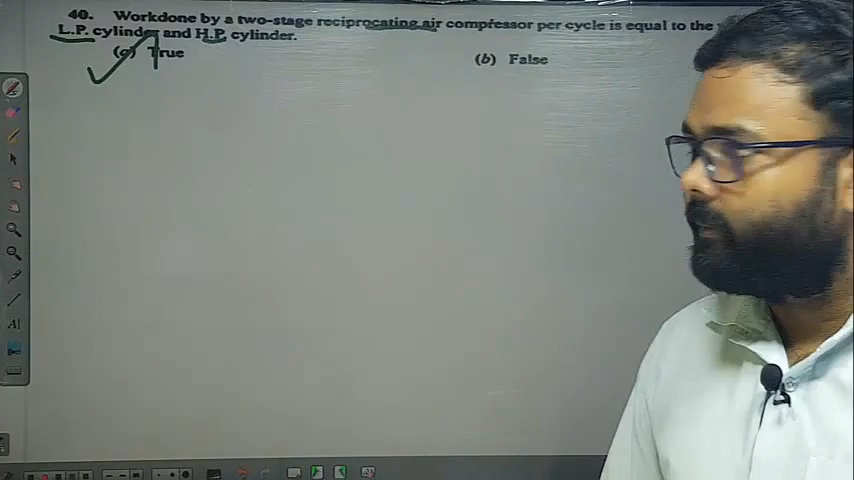 40. Workdone by a two-stage reciprocating air compressor per cycle is equal to the
L.P. cylinder and H.P. cylinder.
(a) True (b) False